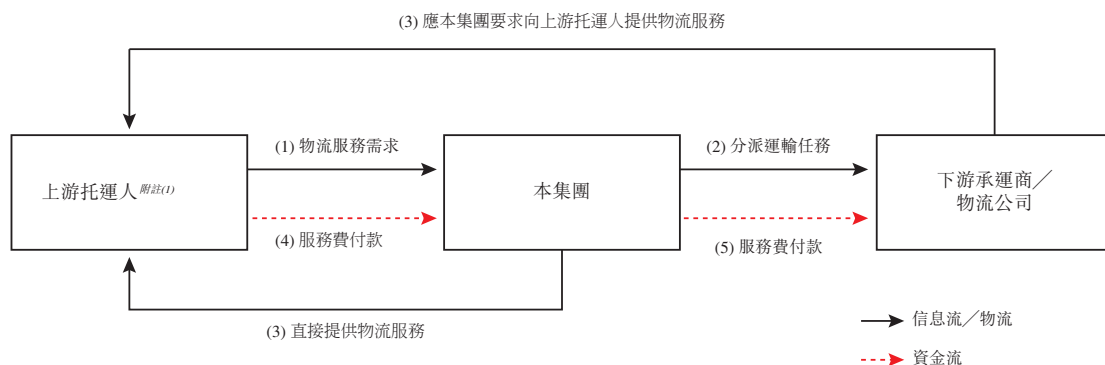 (3) 應本集團要求向上游托運人提供物流服務
(1) 物流服務需求
(2) 分派運輸任務
上游托運人附註(1)
本集團
下游承運商／
物流公司
(4) 服務費付款
(5) 服務費付款
(3) 直接提供物流服務
信息流／物流
資金流